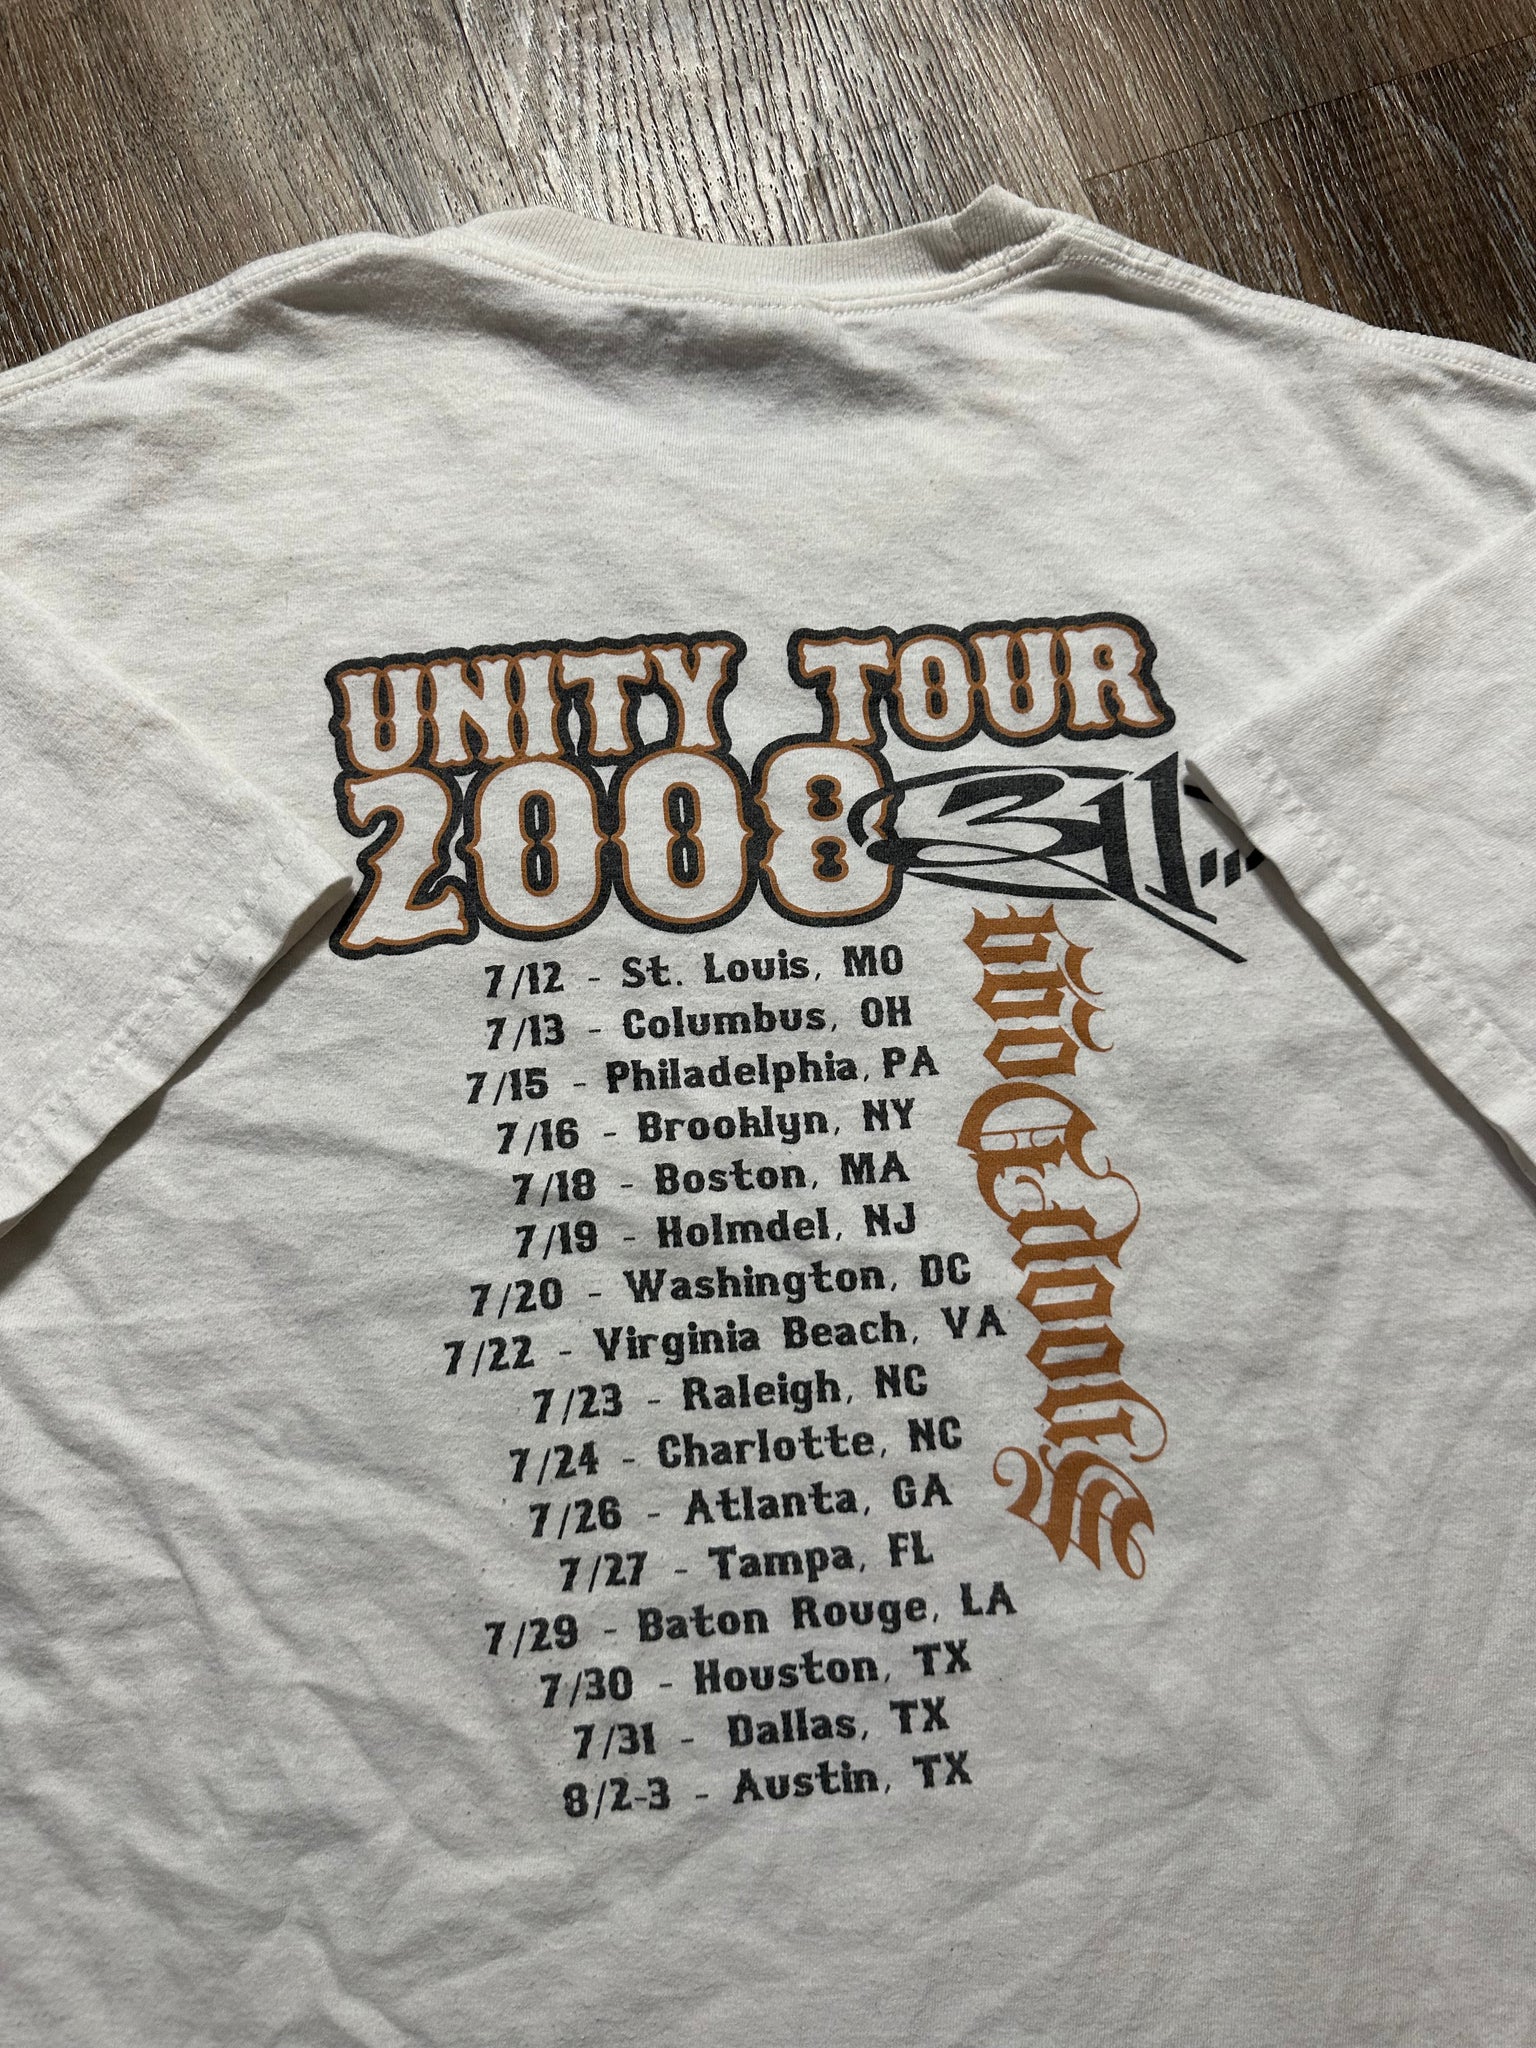 UNITY TOUR
2008 311
7/12 - St. Louis, MO
7/13 - Columbus, OH
7/15 - Philadelphia, PA
7/16 - Brooklyn, NY
7/18 - Boston, MA
7/19 - Holmdel, NJ
7/20 - Washington, DC
7/22 - Virginia Beach, VA
7/23 - Raleigh, NC
7/24 - Charlotte, NC
7/26 - Atlanta, GA
7/27 - Tampa, FL
7/29 - Baton Rouge, LA
7/30 - Houston, TX
7/31 - Dallas, TX
8/2-3 - Austin, TX
Snoop Dogg